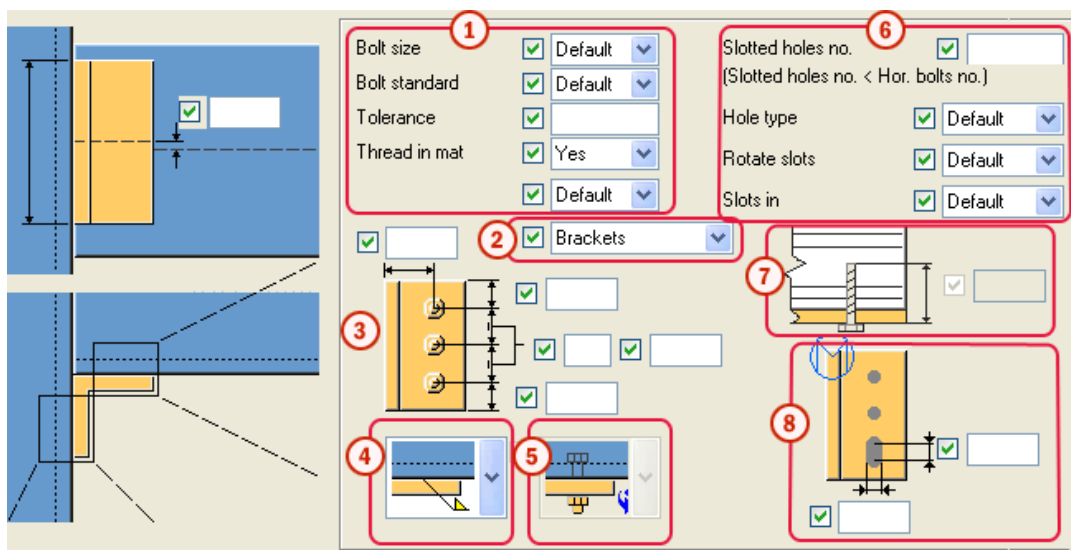 1
Bolt size Default
Bolt standard Default
Tolerance
Thread in mat Yes
Default
6
Slotted holes no.
(Slotted holes no. < Hor. bolts no.)
Hole type Default
Rotate slots Default
Slots in Default
2 Brackets
7
3
8
4
5